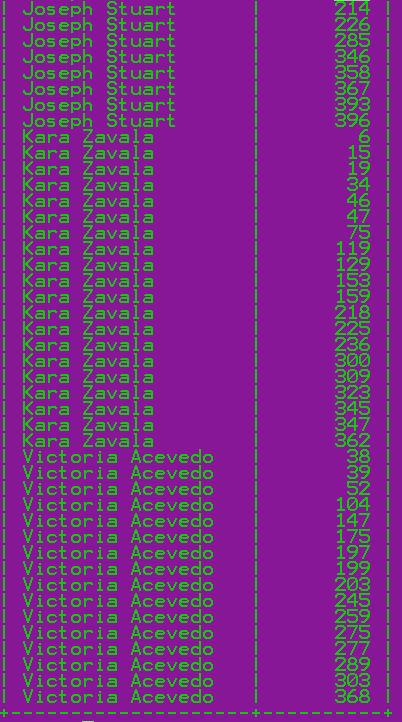 | Joseph Stuart | 214 |
| Joseph Stuart | 226 |
| Joseph Stuart | 285 |
| Joseph Stuart | 346 |
| Joseph Stuart | 358 |
| Joseph Stuart | 367 |
| Joseph Stuart | 393 |
| Joseph Stuart | 396 |
| Kara Zavala | 6 |
| Kara Zavala | 15 |
| Kara Zavala | 19 |
| Kara Zavala | 34 |
| Kara Zavala | 46 |
| Kara Zavala | 47 |
| Kara Zavala | 75 |
| Kara Zavala | 119 |
| Kara Zavala | 129 |
| Kara Zavala | 153 |
| Kara Zavala | 159 |
| Kara Zavala | 218 |
| Kara Zavala | 225 |
| Kara Zavala | 236 |
| Kara Zavala | 300 |
| Kara Zavala | 309 |
| Kara Zavala | 323 |
| Kara Zavala | 345 |
| Kara Zavala | 347 |
| Kara Zavala | 362 |
| Victoria Acevedo | 38 |
| Victoria Acevedo | 39 |
| Victoria Acevedo | 52 |
| Victoria Acevedo | 104 |
| Victoria Acevedo | 147 |
| Victoria Acevedo | 175 |
| Victoria Acevedo | 197 |
| Victoria Acevedo | 199 |
| Victoria Acevedo | 203 |
| Victoria Acevedo | 245 |
| Victoria Acevedo | 259 |
| Victoria Acevedo | 275 |
| Victoria Acevedo | 277 |
| Victoria Acevedo | 289 |
| Victoria Acevedo | 303 |
| Victoria Acevedo | 368 |
+----------------+--------+